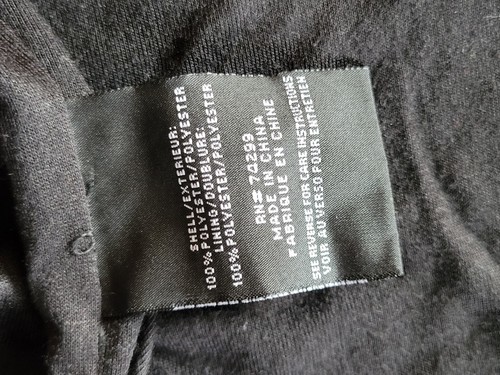 SHELL/EXTERIEUR:
100% POLYESTER/POLYESTER
LINING/DOUBLURE:
100% POLYESTER/POLYESTER
RN# 74299
MADE IN CHINA
FABRIQUE EN CHINE
SEE REVERSE FOR CARE INSTRUCTIONS
VOIR AU VERSO POUR ENTRETIEN